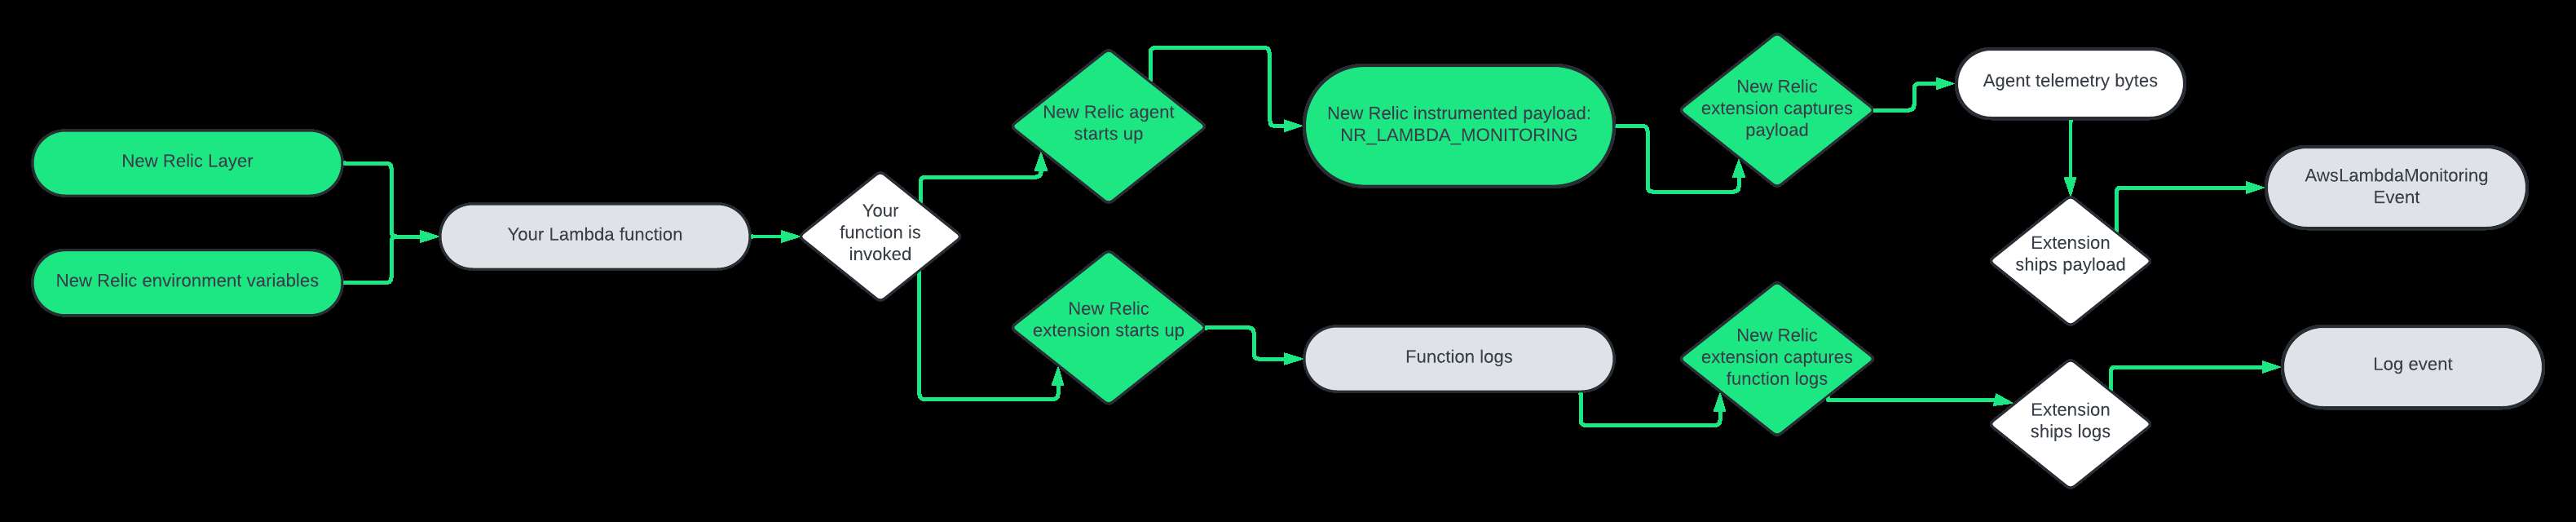 New Relic Layer
New Relic environment variables
Your Lambda function
Your
function is
invoked
New Relic agent
starts up
New Relic instrumented payload:
NR_LAMBDA_MONITORING
New Relic
extension captures
payload
Agent telemetry bytes
Extension
ships payload
AwsLambdaMonitoring
Event
New Relic
extension starts up
Function logs
New Relic
extension captures
function logs
Extension
ships logs
Log event